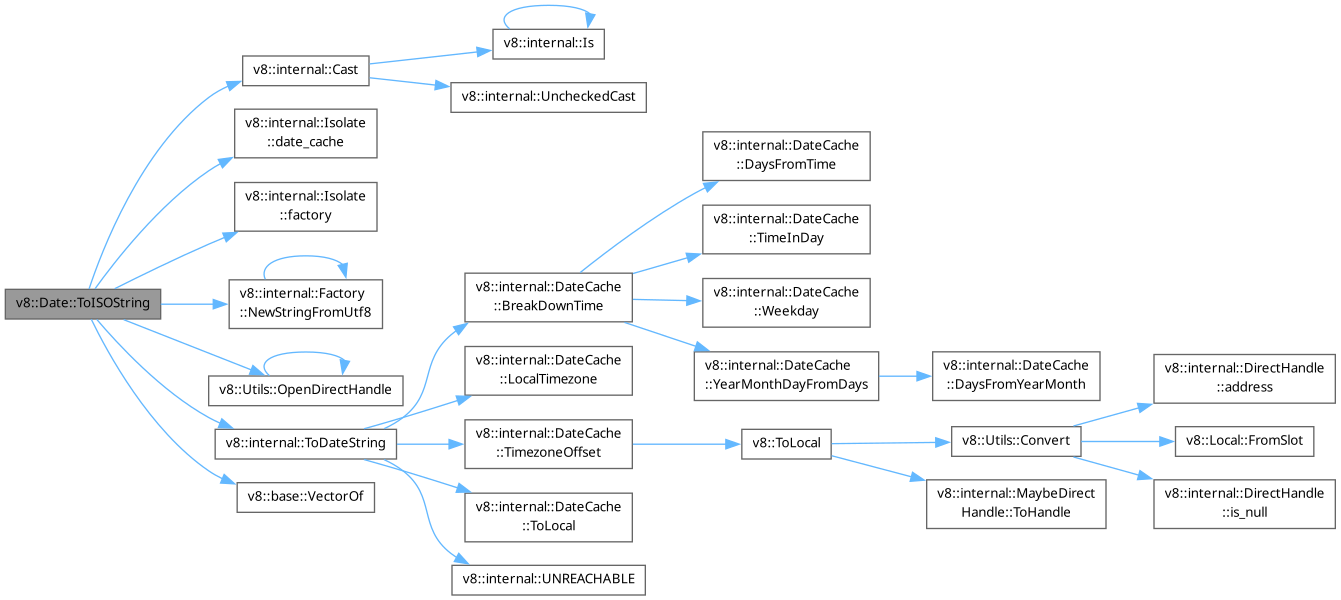 v8::Date::ToISOString
v8::internal::Cast
v8::internal::Is
v8::internal::UncheckedCast
v8::internal::Isolate
::date_cache
v8::internal::Isolate
::factory
v8::internal::Factory
::NewStringFromUtf8
v8::Utils::OpenDirectHandle
v8::internal::ToDateString
v8::base::VectorOf
v8::internal::DateCache
::BreakDownTime
v8::internal::DateCache
::DaysFromTime
v8::internal::DateCache
::TimeInDay
v8::internal::DateCache
::Weekday
v8::internal::DateCache
::YearMonthDayFromDays
v8::internal::DateCache
::DaysFromYearMonth
v8::internal::DateCache
::LocalTimezone
v8::internal::DateCache
::TimezoneOffset
v8::ToLocal
v8::Utils::Convert
v8::internal::DirectHandle
::address
v8::Local::FromSlot
v8::internal::DirectHandle
::is_null
v8::internal::MaybeDirect
Handle::ToHandle
v8::internal::DateCache
::ToLocal
v8::internal::UNREACHABLE